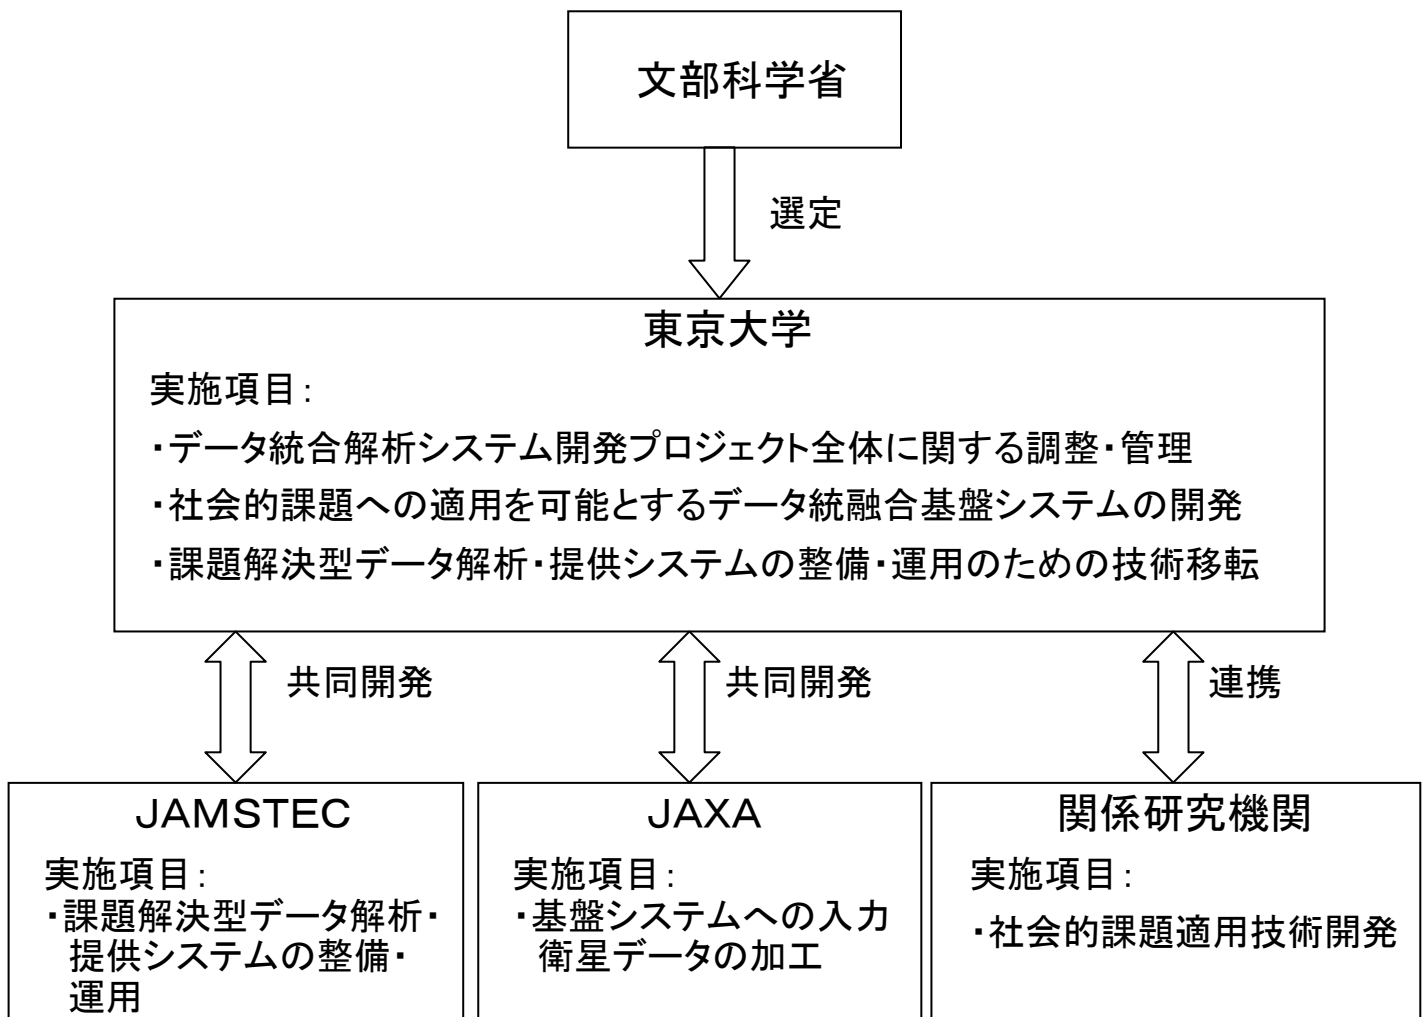 文部科学省
選定
東京大学
実施項目：
・データ統合解析システム開発プロジェクト全体に関する調整・管理
・社会的課題への適用を可能とするデータ統融合基盤システムの開発
・課題解決型データ解析・提供システムの整備・運用のための技術移転
共同開発
共同開発
連携
ＪＡＭＳＴＥＣ
実施項目：
・課題解決型データ解析・
提供システムの整備・
運用
ＪＡＸＡ
実施項目：
・基盤システムへの入力
衛星データの加工
関係研究機関
実施項目：
・社会的課題適用技術開発